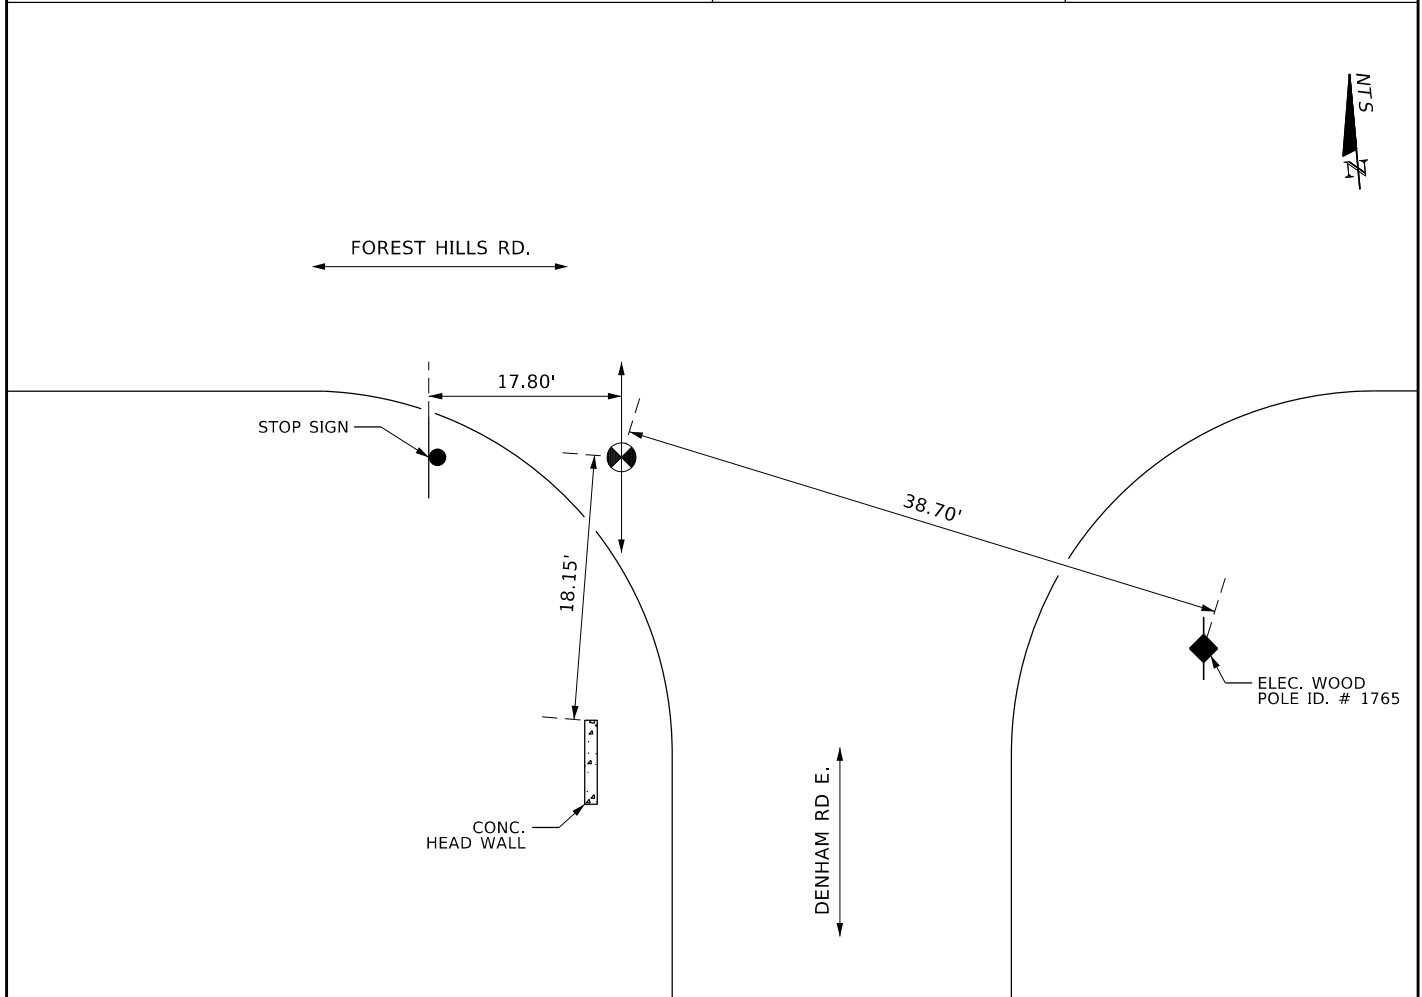 NTS
N
FOREST HILLS RD.
17.80'
STOP SIGN
38.70'
18.15'
ELEC. WOOD
POLE ID. # 1765
DENHAM RD E.
CONC.
HEAD WALL